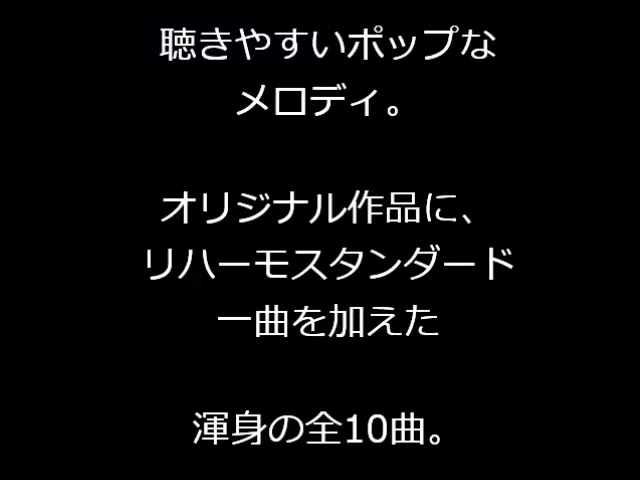 聴きやすいポップな
メロディ。
オリジナル作品に、
リハーモスタンダード
一曲を加えた
渾身の全10曲。